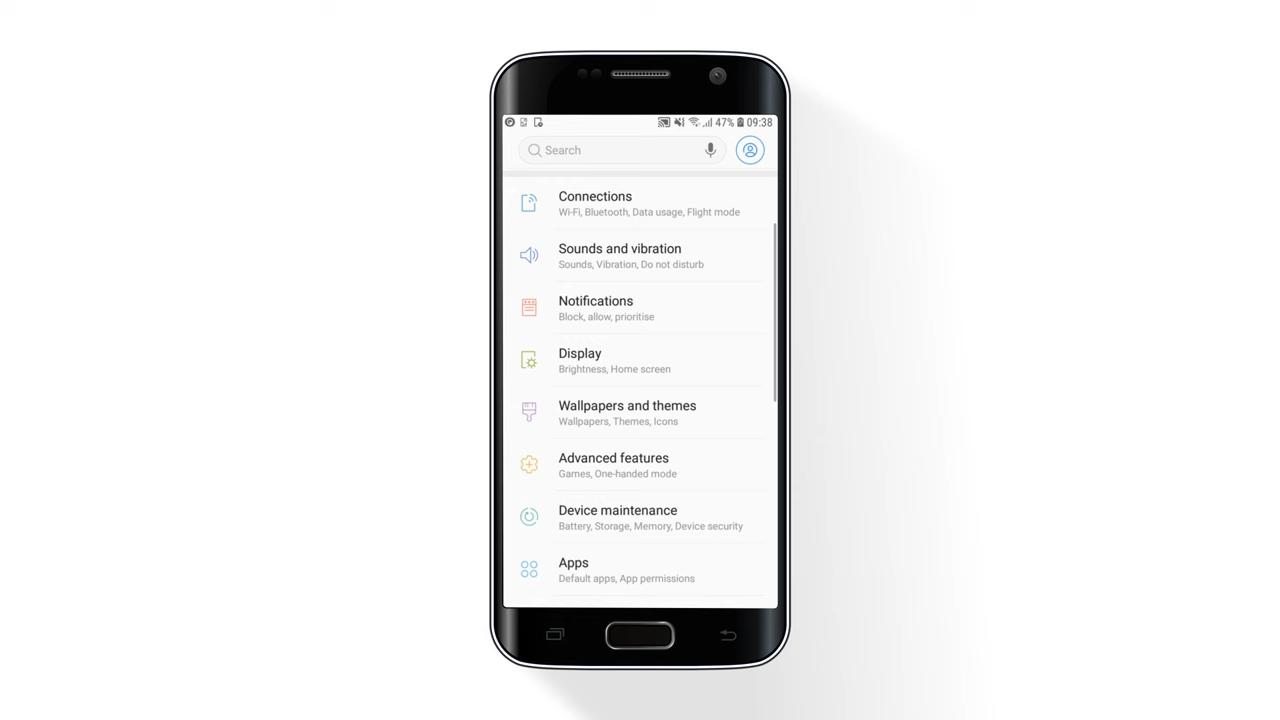 47% 09:38
Search
Connections
Wi-Fi, Bluetooth, Data usage, Flight mode
Sounds and vibration
Sounds, Vibration, Do not disturb
Notifications
Block, allow, prioritise
Display
Brightness, Home screen
Wallpapers and themes
Wallpapers, Themes, Icons
Advanced features
Games, One-handed mode
Device maintenance
Battery, Storage, Memory, Device security
Apps
Default apps, App permissions